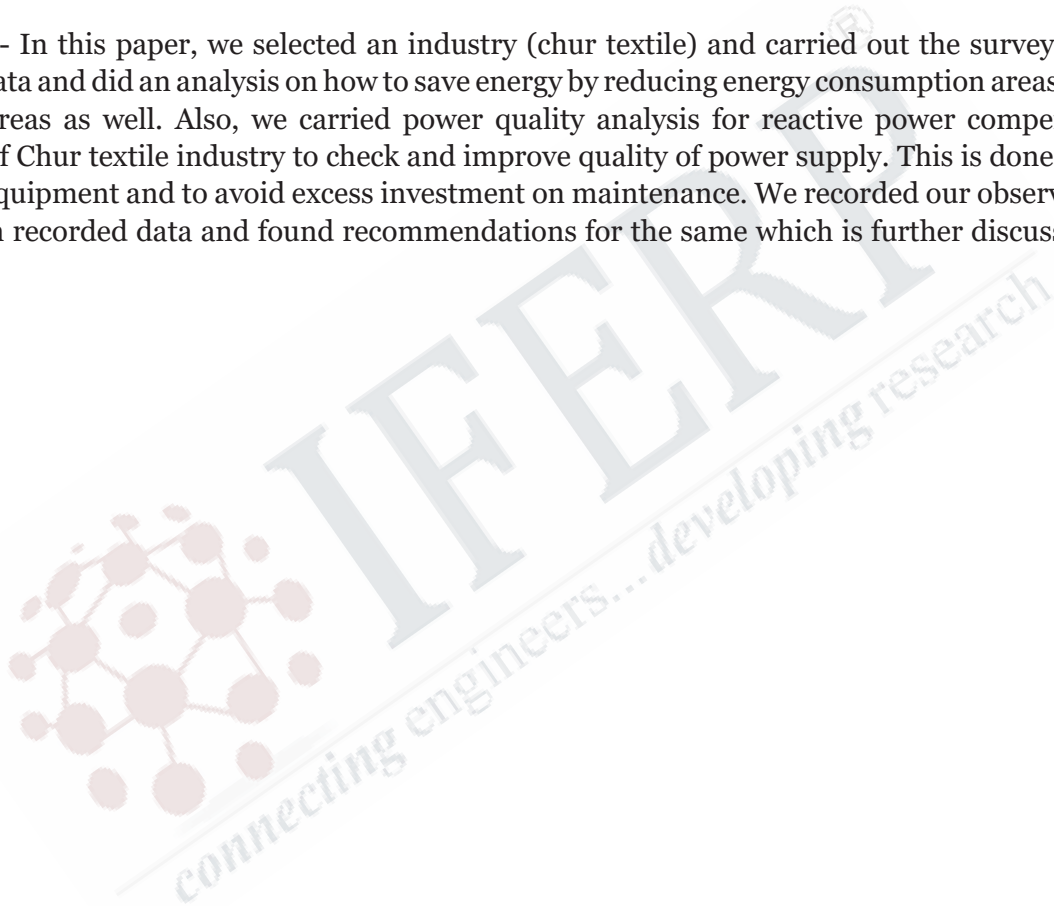 - In this paper, we selected an industry (chur textile) and carried out the survey
ata and did an analysis on how to save energy by reducing energy consumption areas
reas as well. Also, we carried power quality analysis for reactive power compe
f Chur textile industry to check and improve quality of power supply. This is done
quipment and to avoid excess investment on maintenance. We recorded our observ
n recorded data and found recommendations for the same which is further discus
IFERP
®
connecting engineers...developing research